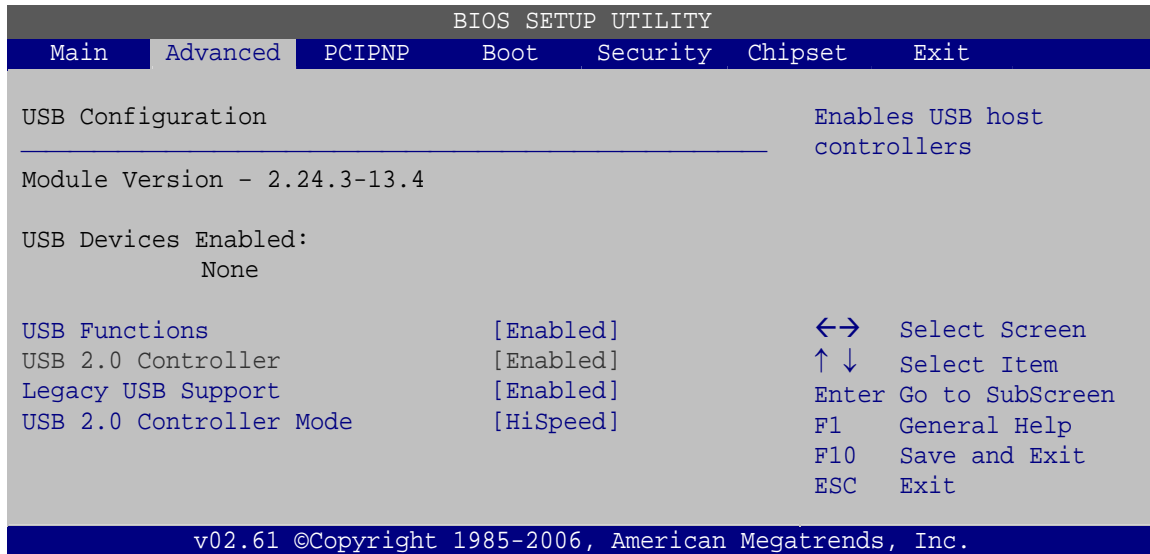 BIOS SETUP UTILITY
Main Advanced PCIPNP Boot Security Chipset Exit
USB Configuration
Module Version – 2.24.3-13.4
USB Devices Enabled:
None
USB Functions [Enabled]
USB 2.0 Controller [Enabled]
Legacy USB Support [Enabled]
USB 2.0 Controller Mode [HiSpeed]
Enables USB host
controllers
←→ Select Screen
↑ ↓ Select Item
Enter Go to SubScreen
F1 General Help
F10 Save and Exit
ESC Exit
v02.61 ©Copyright 1985-2006, American Megatrends, Inc.